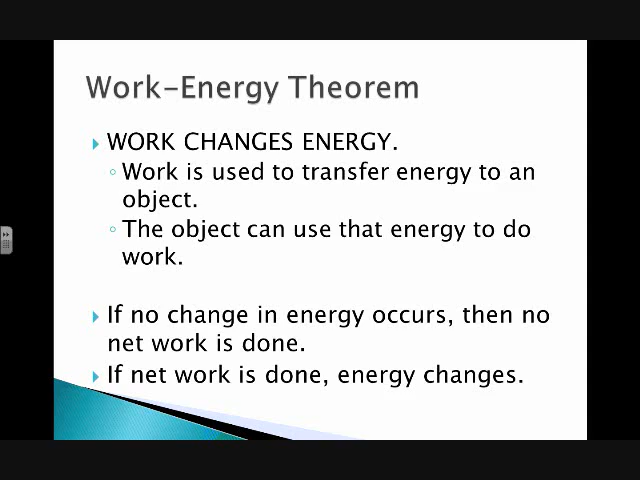 Work-Energy Theorem
WORK CHANGES ENERGY.
Work is used to transfer energy to an
object.
The object can use that energy to do
work.
If no change in energy occurs, then no
net work is done.
If net work is done, energy changes.